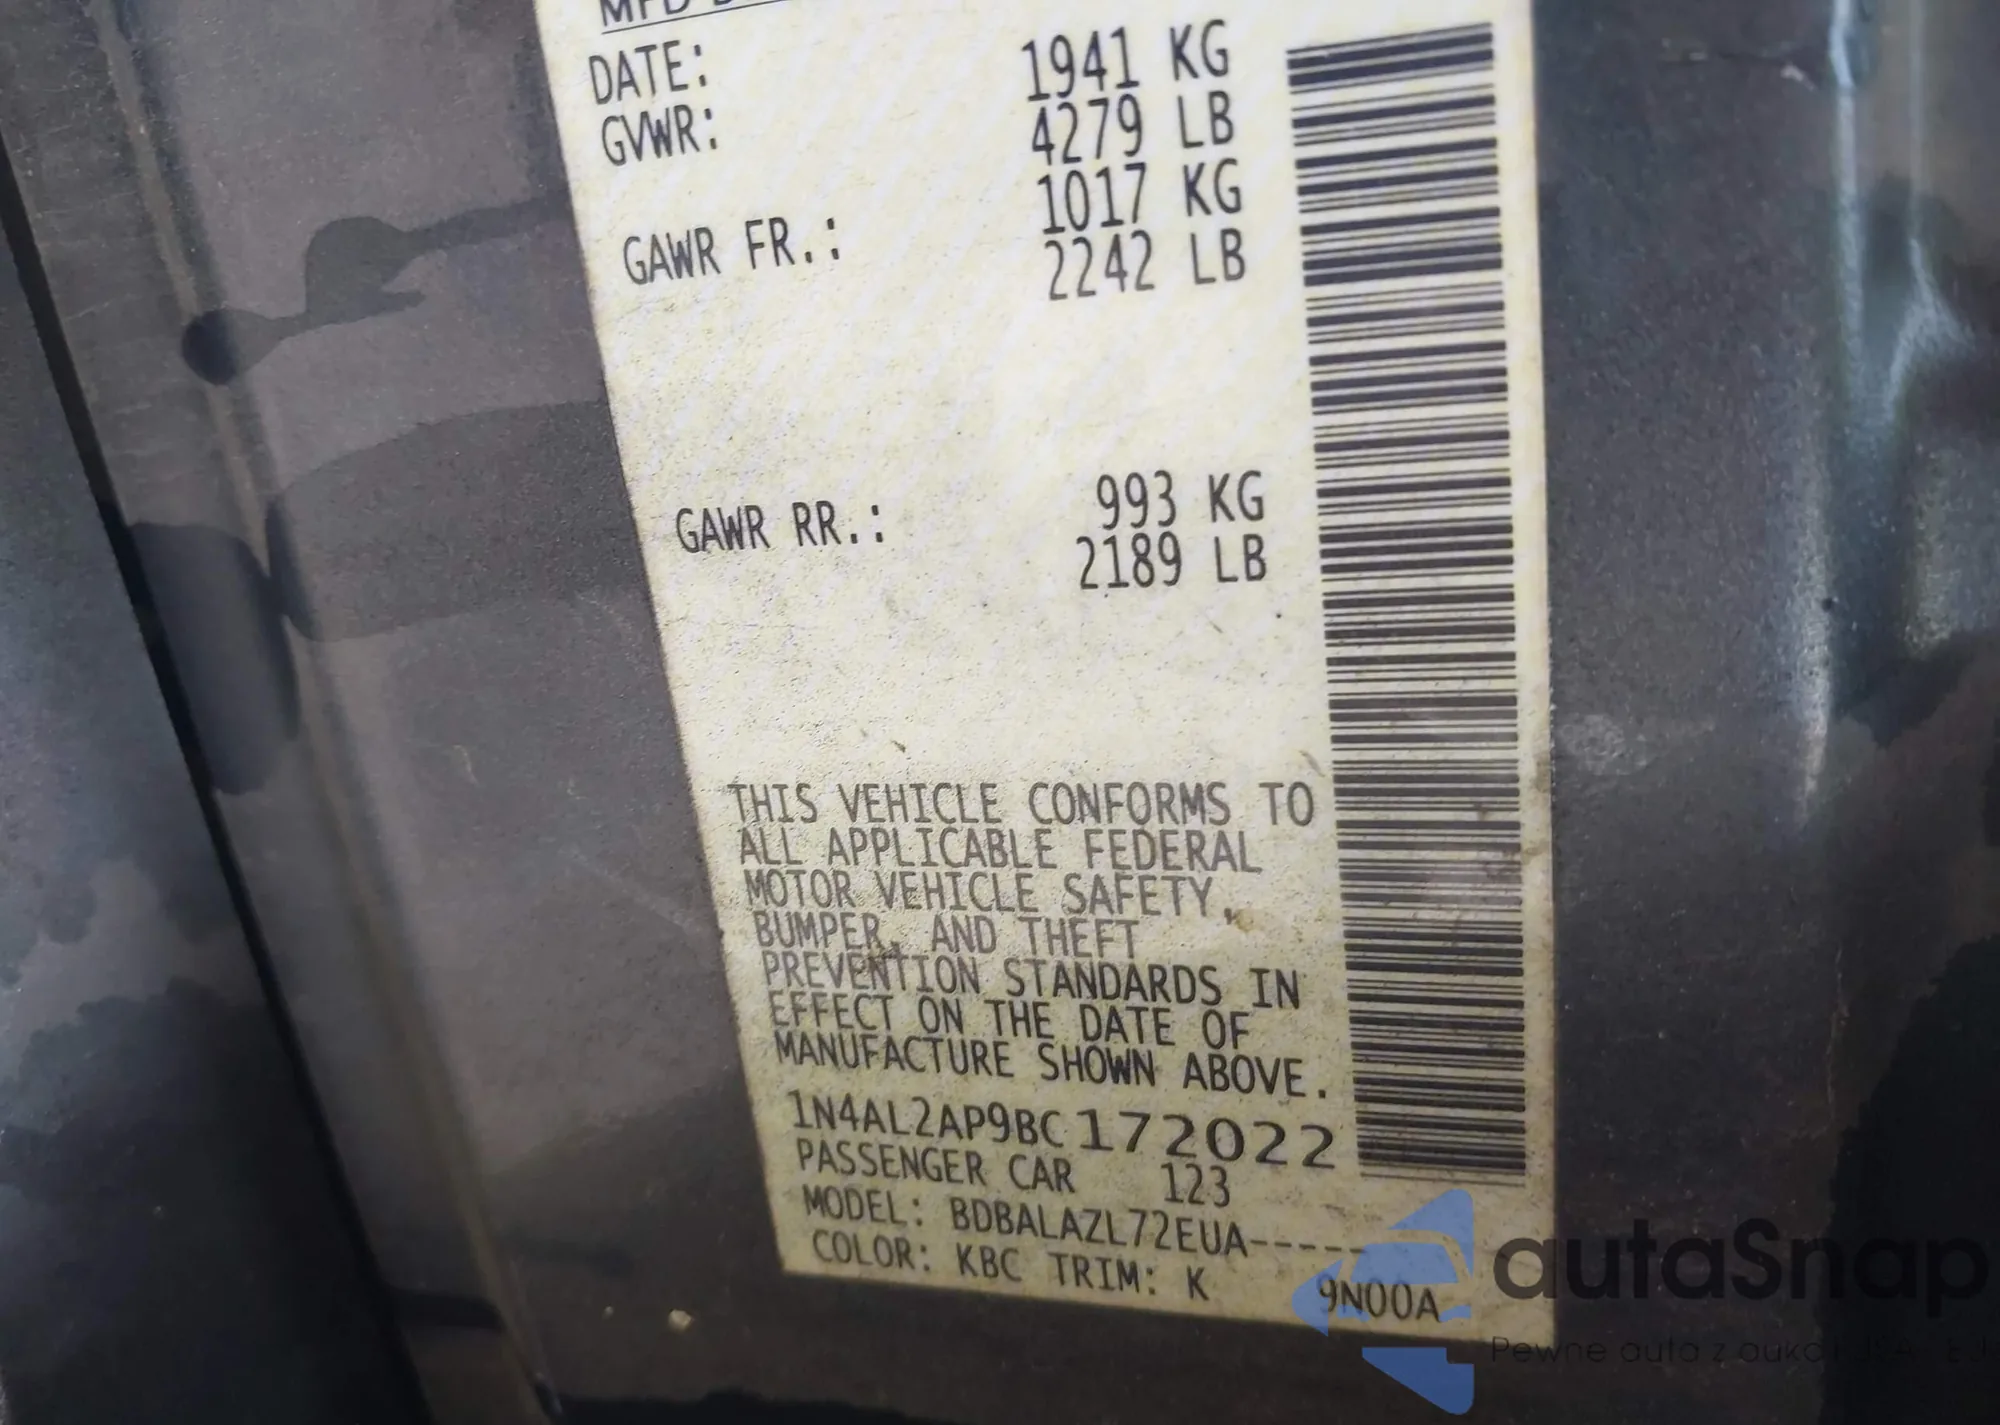 DATE:
GVWR: 1941 KG
4279 LB
GAWR FR.: 1017 KG
2242 LB
GAWR RR.: 993 KG
2189 LB
THIS VEHICLE CONFORMS TO
ALL APPLICABLE FEDERAL
MOTOR VEHICLE SAFETY,
BUMPER, AND THEFT
PREVENTION STANDARDS IN
EFFECT ON THE DATE OF
MANUFACTURE SHOWN ABOVE.
1N4AL2AP9BC172022
PASSENGER CAR 123
MODEL: BDBALAZL72EUA-----
COLOR: KBC TRIM: K 9N00A
autaSnap
Pewne auta z